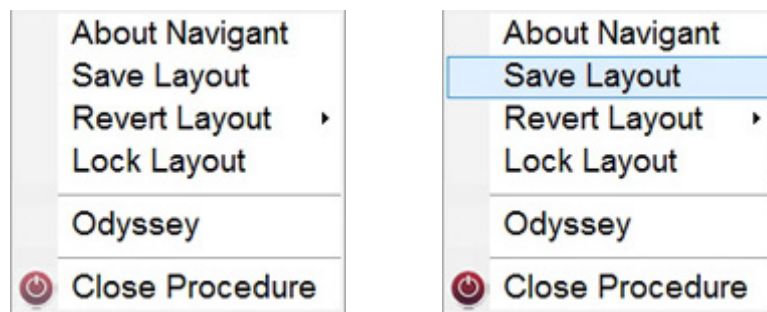 About Navigant
Save Layout
Revert Layout
Lock Layout
Odyssey
Close Procedure
About Navigant
Save Layout
Revert Layout
Lock Layout
Odyssey
Close Procedure